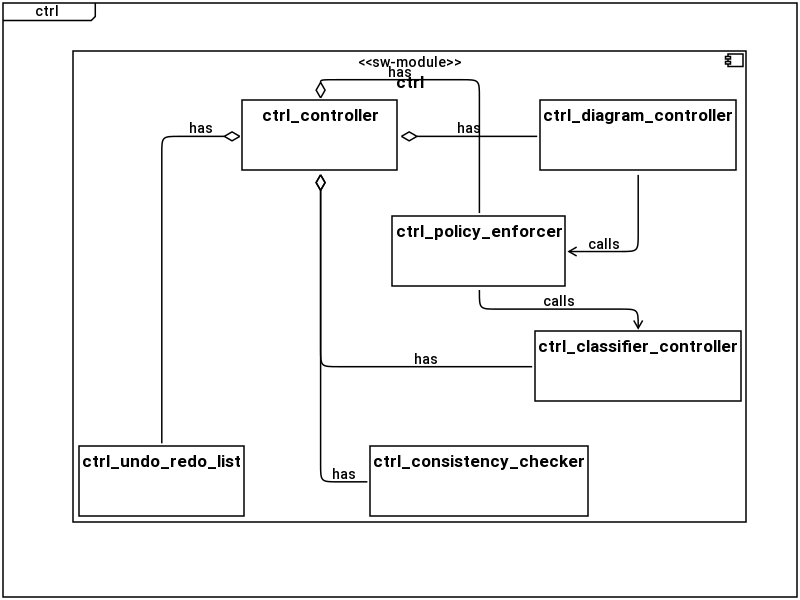 ctrl
<<sw-module>>
has
ctrl
ctrl_controller
ctrl_diagram_controller
has
has
ctrl_policy_enforcer
calls
calls
ctrl_classifier_controller
has
ctrl_undo_redo_list
ctrl_consistency_checker
has